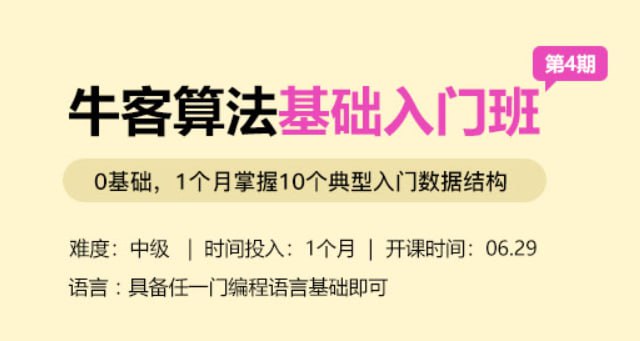 第4期
牛客算法基础入门班
0基础，1个月掌握10个典型入门数据结构
难度：中级 | 时间投入：1个月 | 开课时间：06.29
语言：具备任一门编程语言基础即可